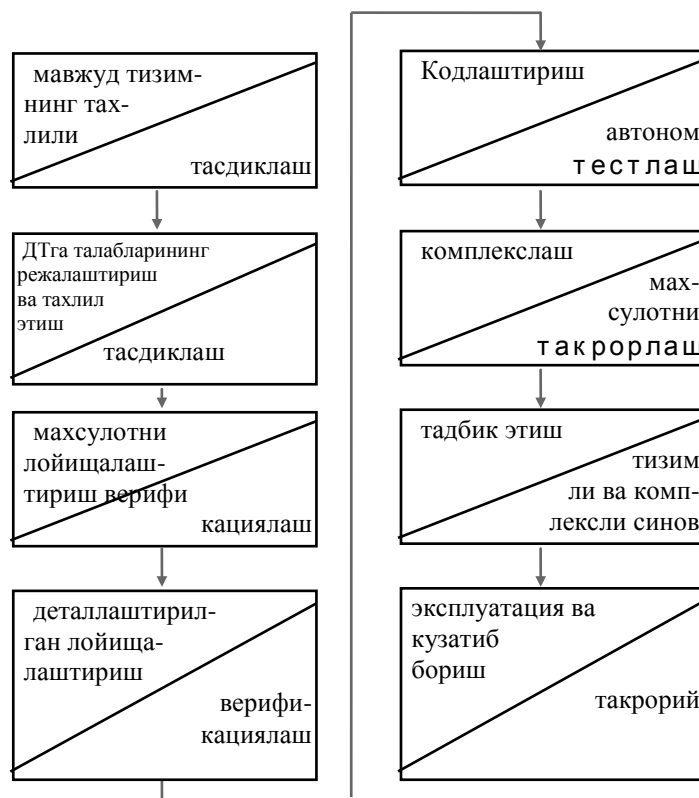 мавжуд тизим-
нинг тах-
лили
тасдиклаш
ДТга талабларининг
режалаштириш
ва тахлил
этиш
тасдиклаш
махсулотни
лойищалаш-
тириш верифи
кациялаш
деталлаштирил-
ган лойища-
лаштириш
верифи-
кациялаш
Кодлаштириш
автоном
тестлаш
комплекслаш
мах-
сулотни
такрорлаш
тадбик этиш
тизим
ли ва комп-
лексли синов
эксплуатация ва
кузатиб
бориш
такрорий